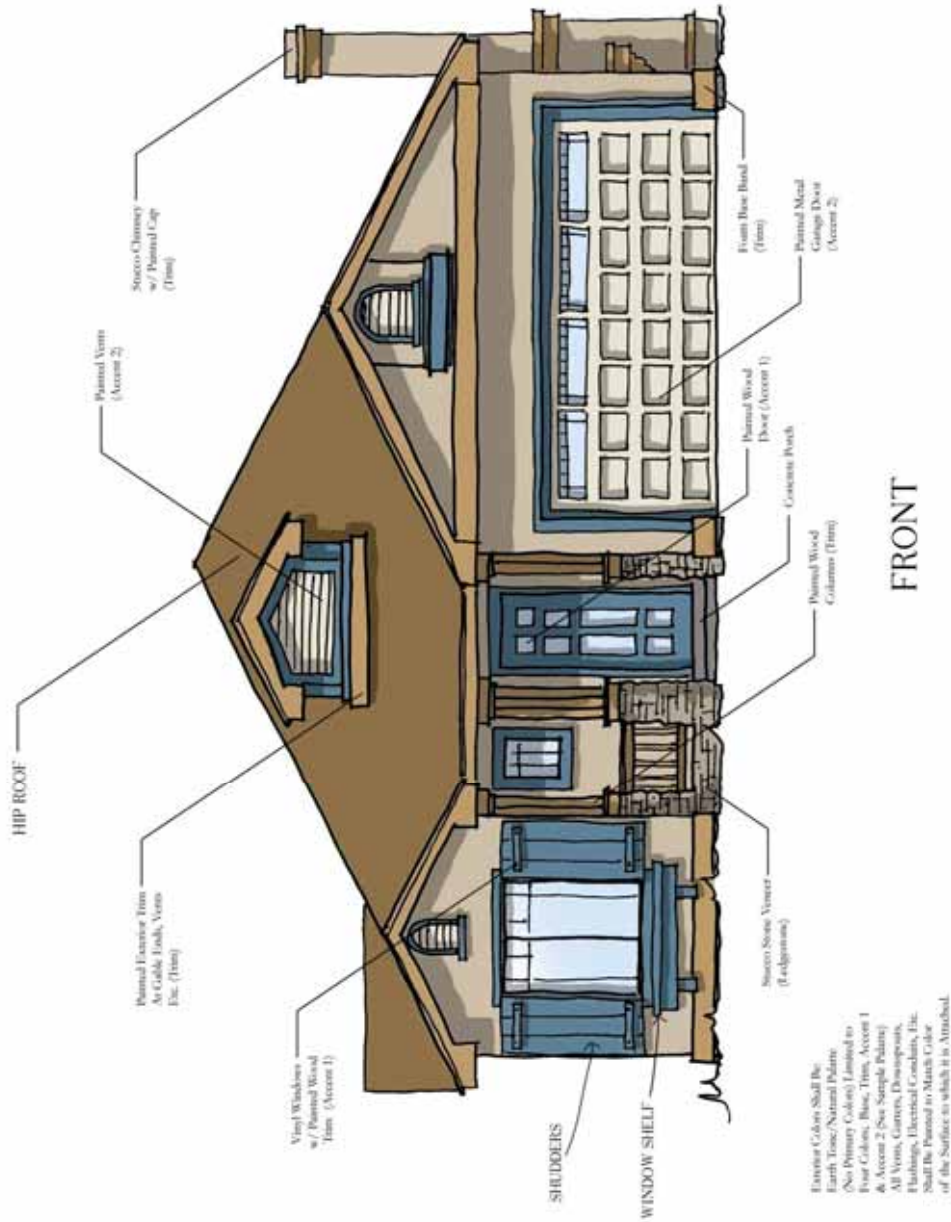 HIP ROOF
Stucco Chimney
w/ Painted Cap
(Trim)
Painted Vents
(Accent 2)
Painted Exterior Trim
At Gable Ends, Vents
Etc. (Trim)
Vinyl Windows
w/ Painted Wood
Trim (Accent 1)
SHUDDERS
WINDOW SHELF
Stucco Stone Veneer
(Ledgestone)
Painted Wood
Columns (Trim)
Concrete Porch
Painted Wood
Door (Accent 1)
Foam Base Band
(Trim)
Painted Metal
Garage Door
(Accent 2)
FRONT
Exterior Colors Shall Be:
Earth Tone/Natural Palette
(No Primary Colors) Limited to
Four Colors; Base, Trim, Accent 1
& Accent 2 (See Sample Palette)
All Vents, Gutters, Downspouts,
Flashings, Electrical Conduits, Etc.
Shall Be Painted to Match Color
of the Surface to which it is Attached.